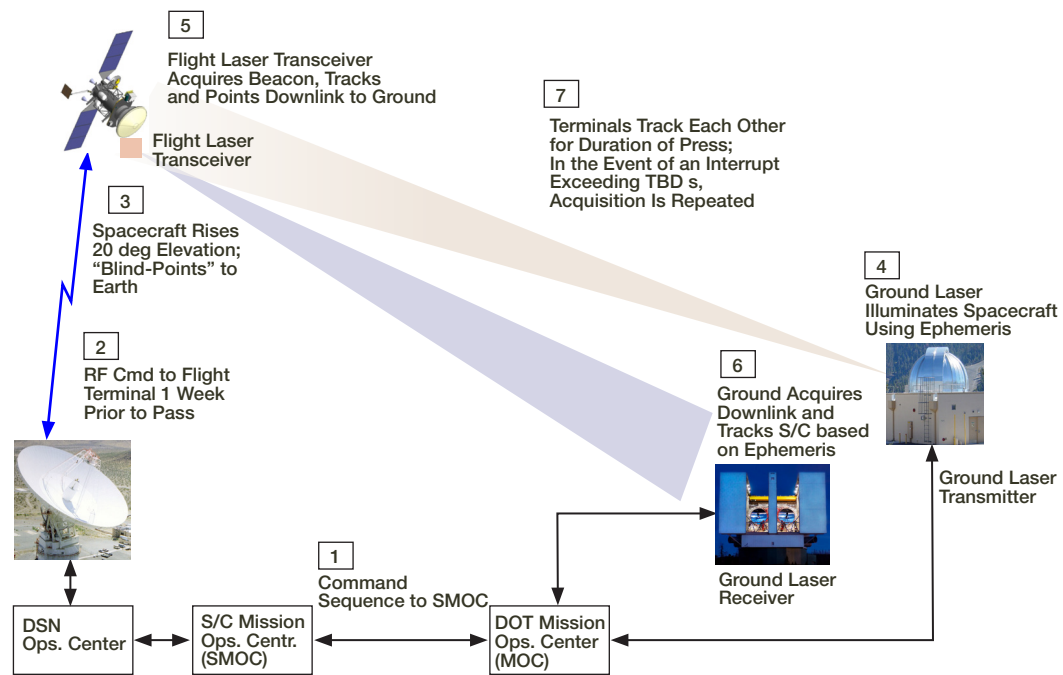 5
Flight Laser Transceiver
Acquires Beacon, Tracks
and Points Downlink to Ground
Flight Laser
Transceiver
7
Terminals Track Each Other
for Duration of Press;
In the Event of an Interrupt
Exceeding TBD s,
Acquisition Is Repeated
3
Spacecraft Rises
20 deg Elevation;
“Blind-Points” to
Earth
4
Ground Laser
Illuminates Spacecraft
Using Ephemeris
2
RF Cmd to Flight
Terminal 1 Week
Prior to Pass
6
Ground Acquires
Downlink and
Tracks S/C based
on Ephemeris
Ground Laser
Transmitter
Ground Laser
Receiver
1
Command
Sequence to SMOC
DSN
Ops. Center
S/C Mission
Ops. Centr.
(SMOC)
DOT Mission
Ops. Center
(MOC)